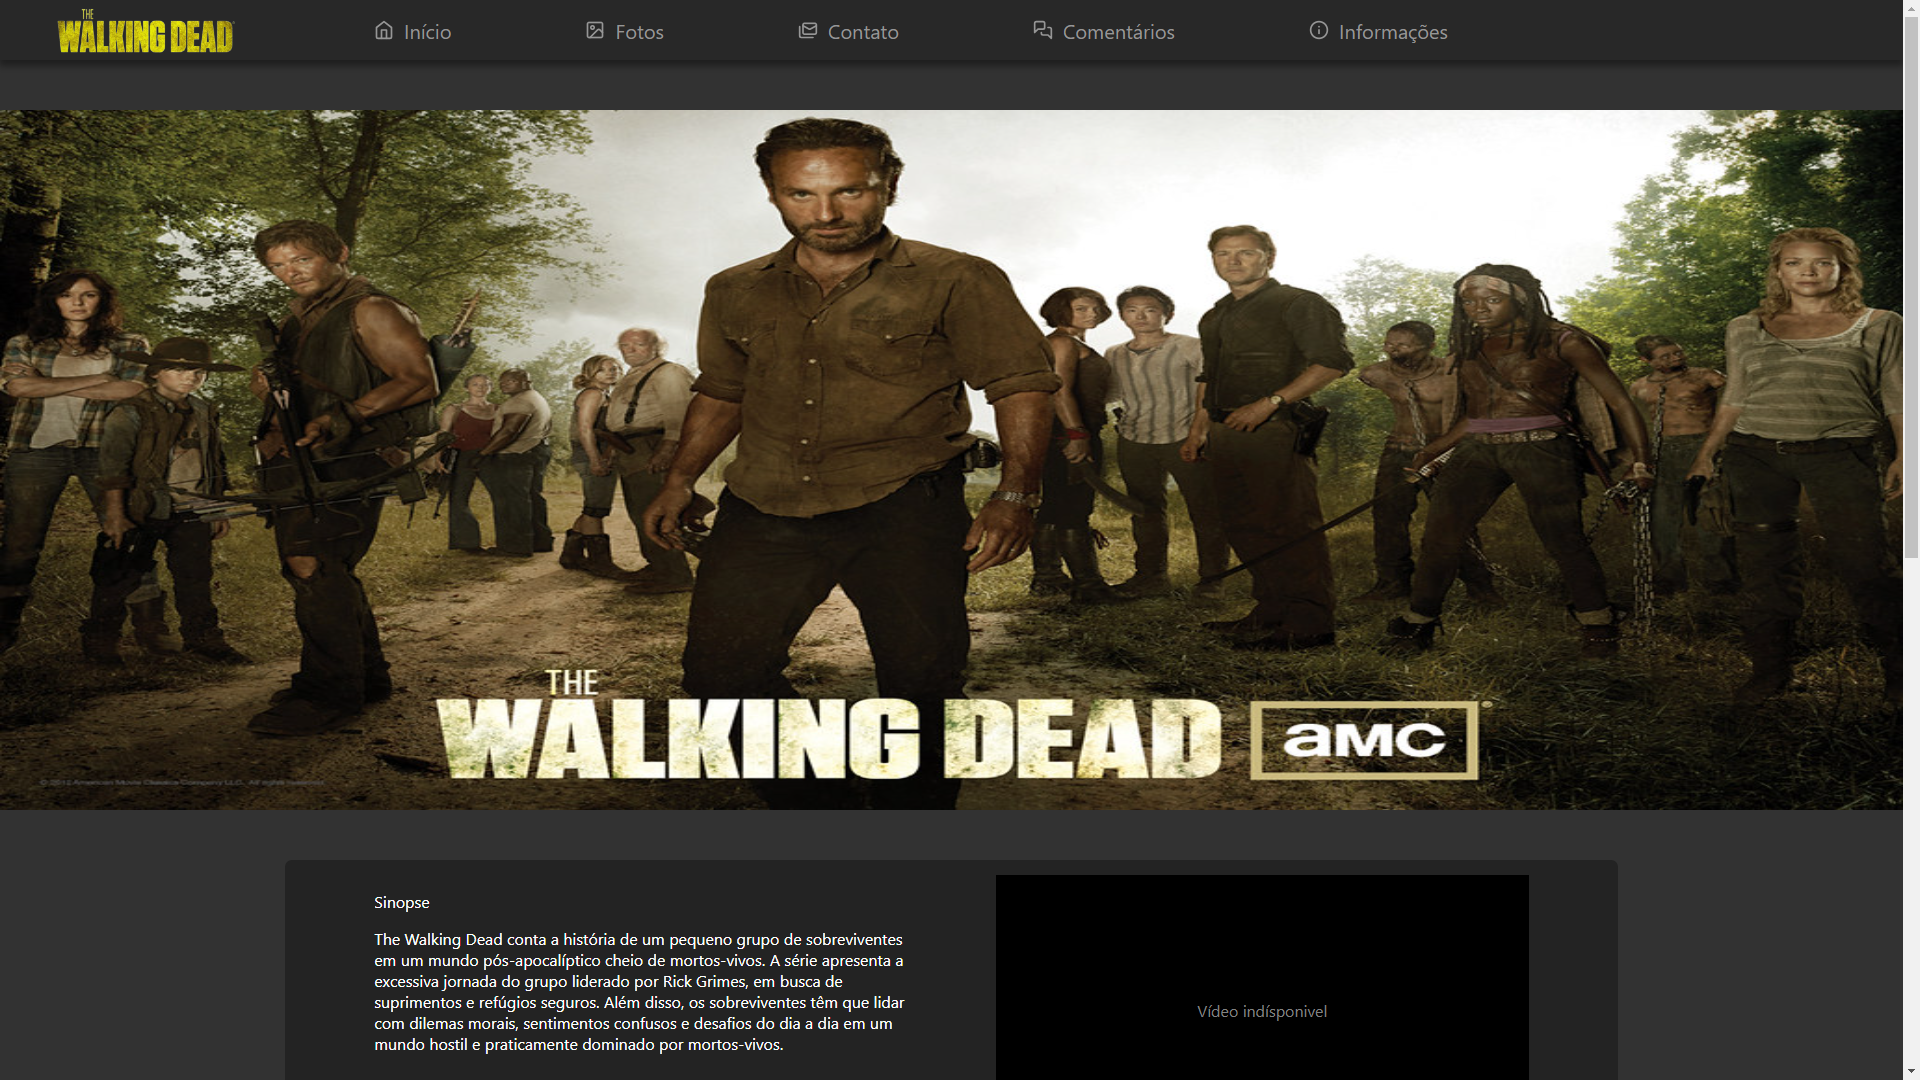 THE
WALKING DEAD
Início
Fotos
Contato
Comentários
Informações
THE
WALKING DEAD aMC
© 2012 American Movie Classics Company LLC. All rights reserved.
Sinopse
The Walking Dead conta a história de um pequeno grupo de sobreviventes
em um mundo pós-apocalíptico cheio de mortos-vivos. A série apresenta a
excessiva jornada do grupo liderado por Rick Grimes, em busca de
suprimentos e refúgios seguros. Além disso, os sobreviventes têm que lidar
com dilemas morais, sentimentos confusos e desafios do dia a dia em um
mundo hostil e praticamente dominado por mortos-vivos.
Vídeo indísponivel